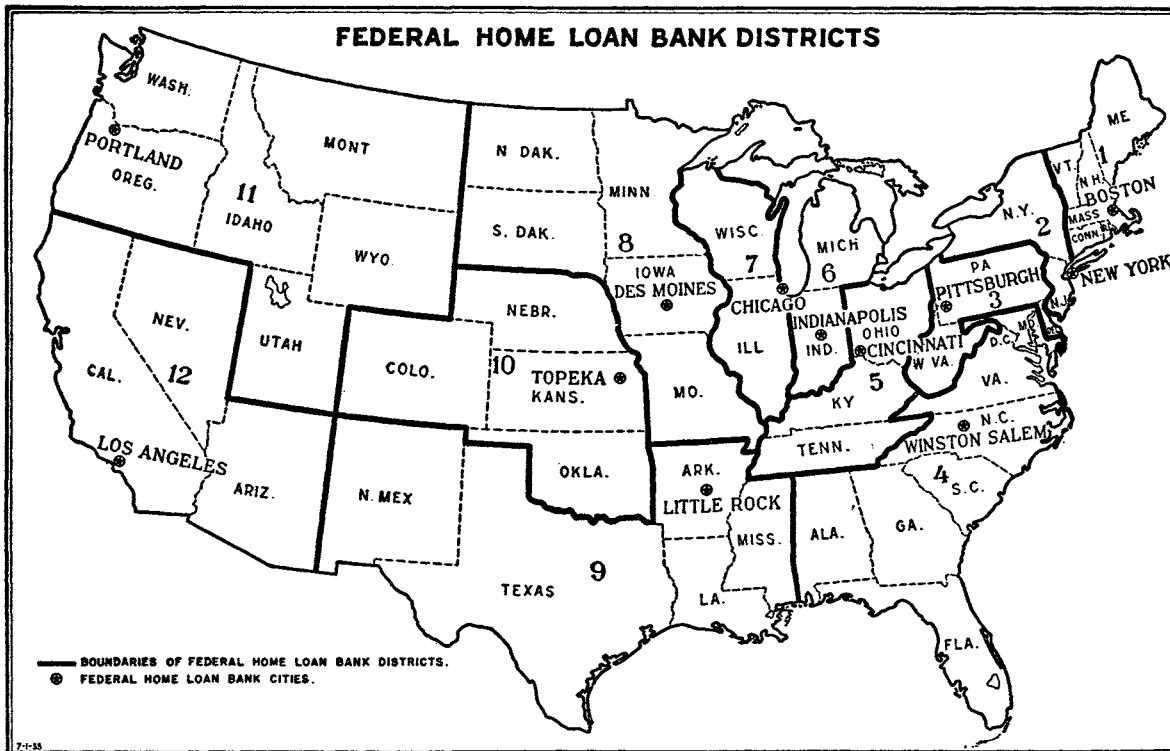 FEDERAL HOME LOAN BANK DISTRICTS
WASH.
PORTLAND
OREG.
MONT
11
IDAHO
WYO.
N DAK.
S. DAK.
MINN
8
IOWA
DES MOINES
WISC.
7
CHICAGO
MICH
6
ME
VT.
1
N.H.
BOSTON
MASS
CONN.
N.Y.
2
NEW YORK
PA
PITTSBURGH
3
N.J.
NEV.
CAL.
12
UTAH
LOS ANGELES
ARIZ.
COLO.
NEBR.
10
TOPEKA
KANS.
MO.
ILL
INDIANAPOLIS
IND.
OHIO
CINCINNATI
5
KY
W VA.
D.C.
VA.
N.C.
WINSTON SALEM
TENN.
4
S.C.
N. MEX
OKLA.
ARK.
LITTLE ROCK
MISS.
ALA.
GA.
TEXAS
9
LA.
FLA.
BOUNDARIES OF FEDERAL HOME LOAN BANK DISTRICTS.
FEDERAL HOME LOAN BANK CITIES.
7-1-35